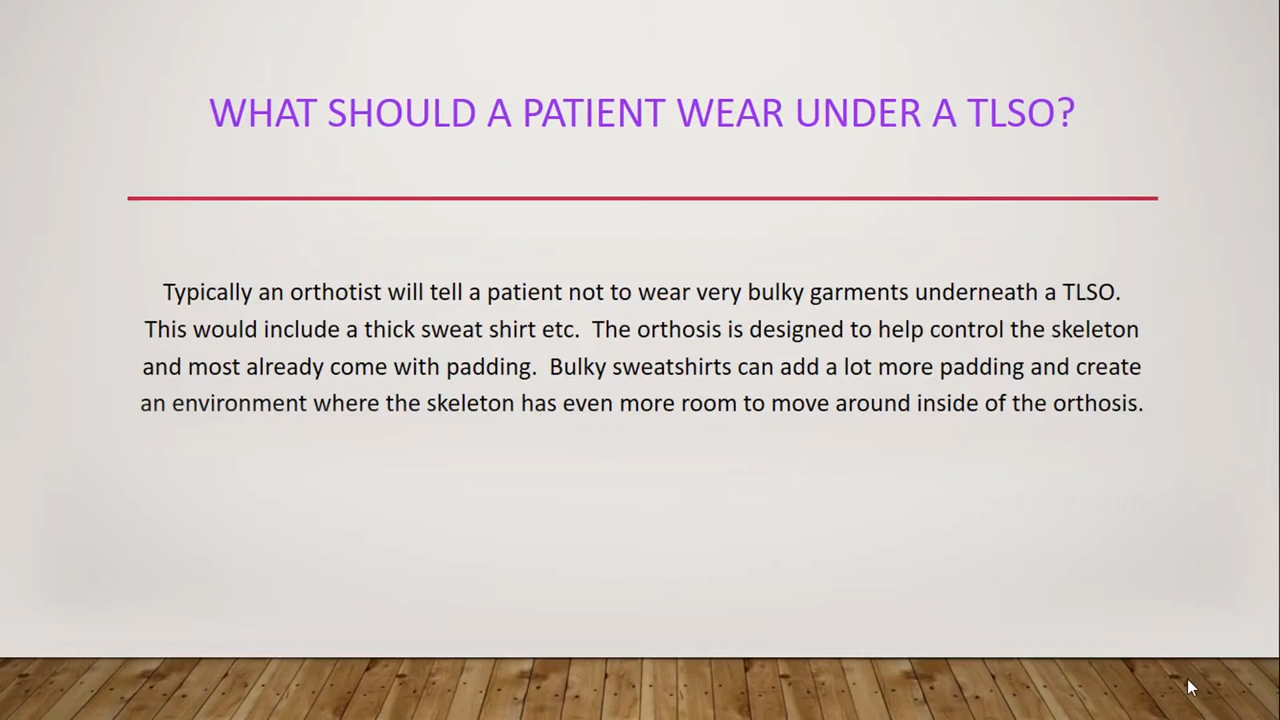 WHAT SHOULD A PATIENT WEAR UNDER A TLSO?
Typically an orthotist will tell a patient not to wear very bulky garments underneath a TLSO.
This would include a thick sweat shirt etc.  The orthosis is designed to help control the skeleton
and most already come with padding.  Bulky sweatshirts can add a lot more padding and create
an environment where the skeleton has even more room to move around inside of the orthosis.